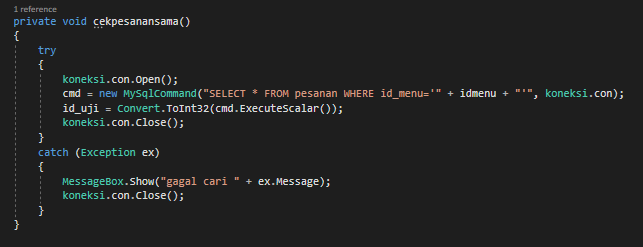 1 reference
private void cekpesanansama()
{
try
{
koneksi.con.Open();
cmd = new MySqlCommand("SELECT * FROM pesanan WHERE id_menu='" + idmenu + "'", koneksi.con);
id_uji = Convert.ToInt32(cmd.ExecuteScalar());
koneksi.con.Close();
}
catch (Exception ex)
{
MessageBox.Show("gagal cari " + ex.Message);
koneksi.con.Close();
}
}